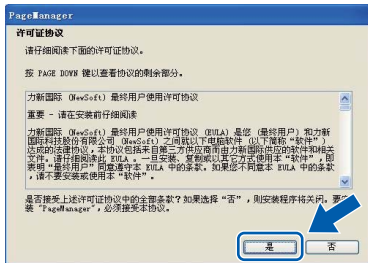 PageManager
许可证协议
请仔细阅读下面的许可证协议。
按 PAGE DOWN 键以查看协议的剩余部分。
力新国际 (NewSoft) 最终用户使用许可协议
重要 - 请在安装前仔细阅读
力新国际 (NewSoft) 最终用户许可协议 (EULA) 是您 (最终用户) 和力新
国际科技股份有限公司 (NewSoft) 之间就以下电脑软件 (以下简称“软件”)
达成的法律协议，本协议包括来自第三方供应商而由力新国际供应的软件和相关
文件。请仔细阅读此 EULA 。一旦安装、复制或以其它方式使用本“软件”，即
表明“最终用户”同意遵守本 EULA 中的条款。如果您不同意本 EULA 中的条款
，请不要安装或使用本“软件”。
是否接受上述许可证协议中的全部条款？如果选择“否”，则安装程序将关闭。要安
装 "PageManager"，必须接受本协议。
是
否